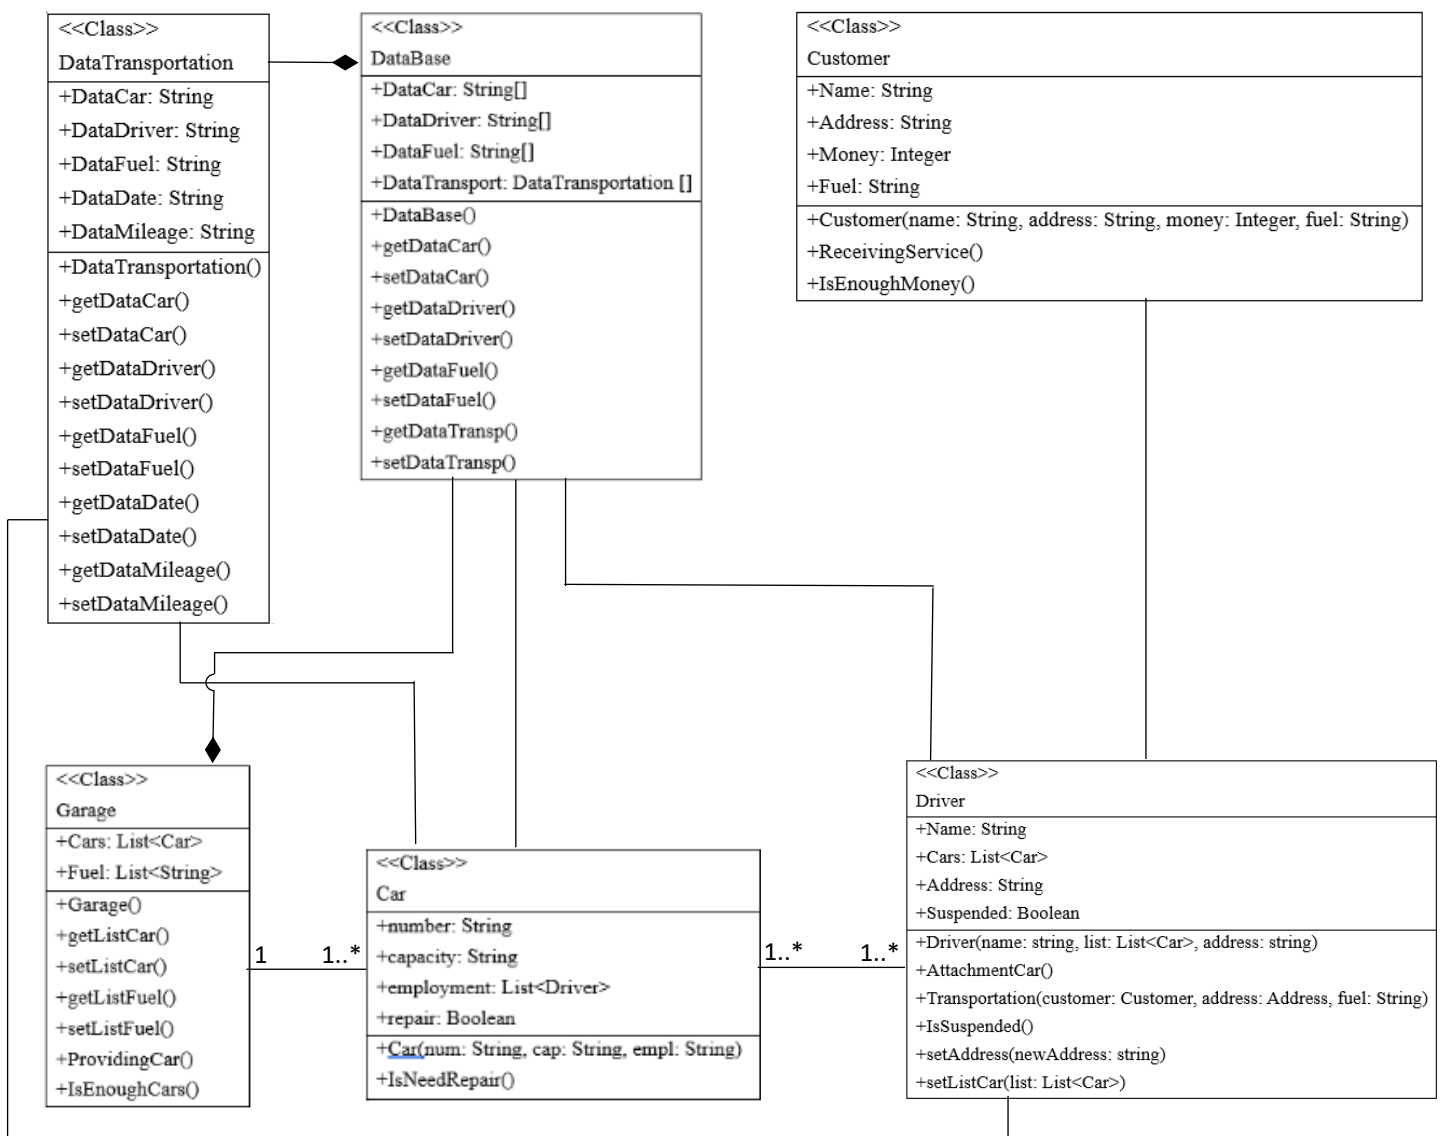 <<Class>>
DataTransportation
+DataCar: String
+DataDriver: String
+DataFuel: String
+DataDate: String
+DataMileage: String
+DataTransportation()
+getDataCar()
+setDataCar()
+getDataDriver()
+setDataDriver()
+getDataFuel()
+setDataFuel()
+getDataDate()
+setDataDate()
+getDataMileage()
+setDataMileage()
<<Class>>
DataBase
+DataCar: String[]
+DataDriver: String[]
+DataFuel: String[]
+DataTransport: DataTransportation []
+DataBase()
+getDataCar()
+setDataCar()
+getDataDriver()
+setDataDriver()
+getDataFuel()
+setDataFuel()
+getDataTransp()
+setDataTransp()
<<Class>>
Customer
+Name: String
+Address: String
+Money: Integer
+Fuel: String
+Customer(name: String, address: String, money: Integer, fuel: String)
+ReceivingService()
+IsEnoughMoney()
<<Class>>
Garage
+Cars: List<Car>
+Fuel: List<String>
+Garage()
+getListCar()
+setListCar()
+getListFuel()
+setListFuel()
+ProvidingCar()
+IsEnoughCars()
1
1..*
<<Class>>
Car
+number: String
+capacity: String
+employment: List<Driver>
+repair: Boolean
+Car(num: String, cap: String, empl: String)
+IsNeedRepair()
1..*
1..*
<<Class>>
Driver
+Name: String
+Cars: List<Car>
+Address: String
+Suspended: Boolean
+Driver(name: string, list: List<Car>, address: string)
+AttachmentCar()
+Transportation(customer: Customer, address: Address, fuel: String)
+IsSuspended()
+setAddress(newAddress: string)
+setListCar(list: List<Car>)